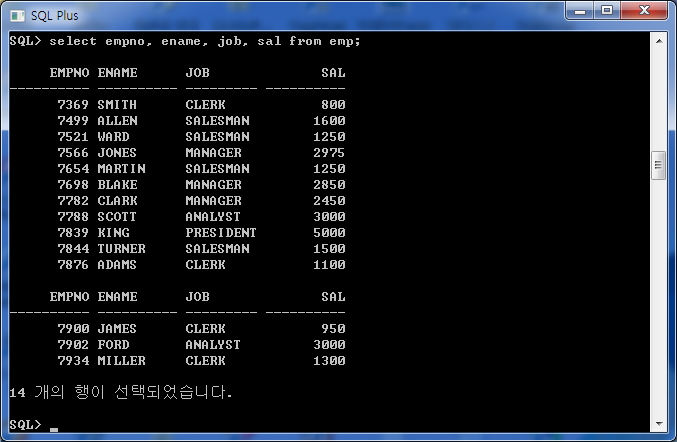 SQL Plus
SQL> select empno, ename, job, sal from emp;
EMPNO ENAME JOB SAL
---------- ---------- --------- ----------
7369 SMITH CLERK 800
7499 ALLEN SALESMAN 1600
7521 WARD SALESMAN 1250
7566 JONES MANAGER 2975
7654 MARTIN SALESMAN 1250
7698 BLAKE MANAGER 2850
7782 CLARK MANAGER 2450
7788 SCOTT ANALYST 3000
7839 KING PRESIDENT 5000
7844 TURNER SALESMAN 1500
7876 ADAMS CLERK 1100
EMPNO ENAME JOB SAL
---------- ---------- --------- ----------
7900 JAMES CLERK 950
7902 FORD ANALYST 3000
7934 MILLER CLERK 1300
14 개의 행이 선택되었습니다.
SQL> _